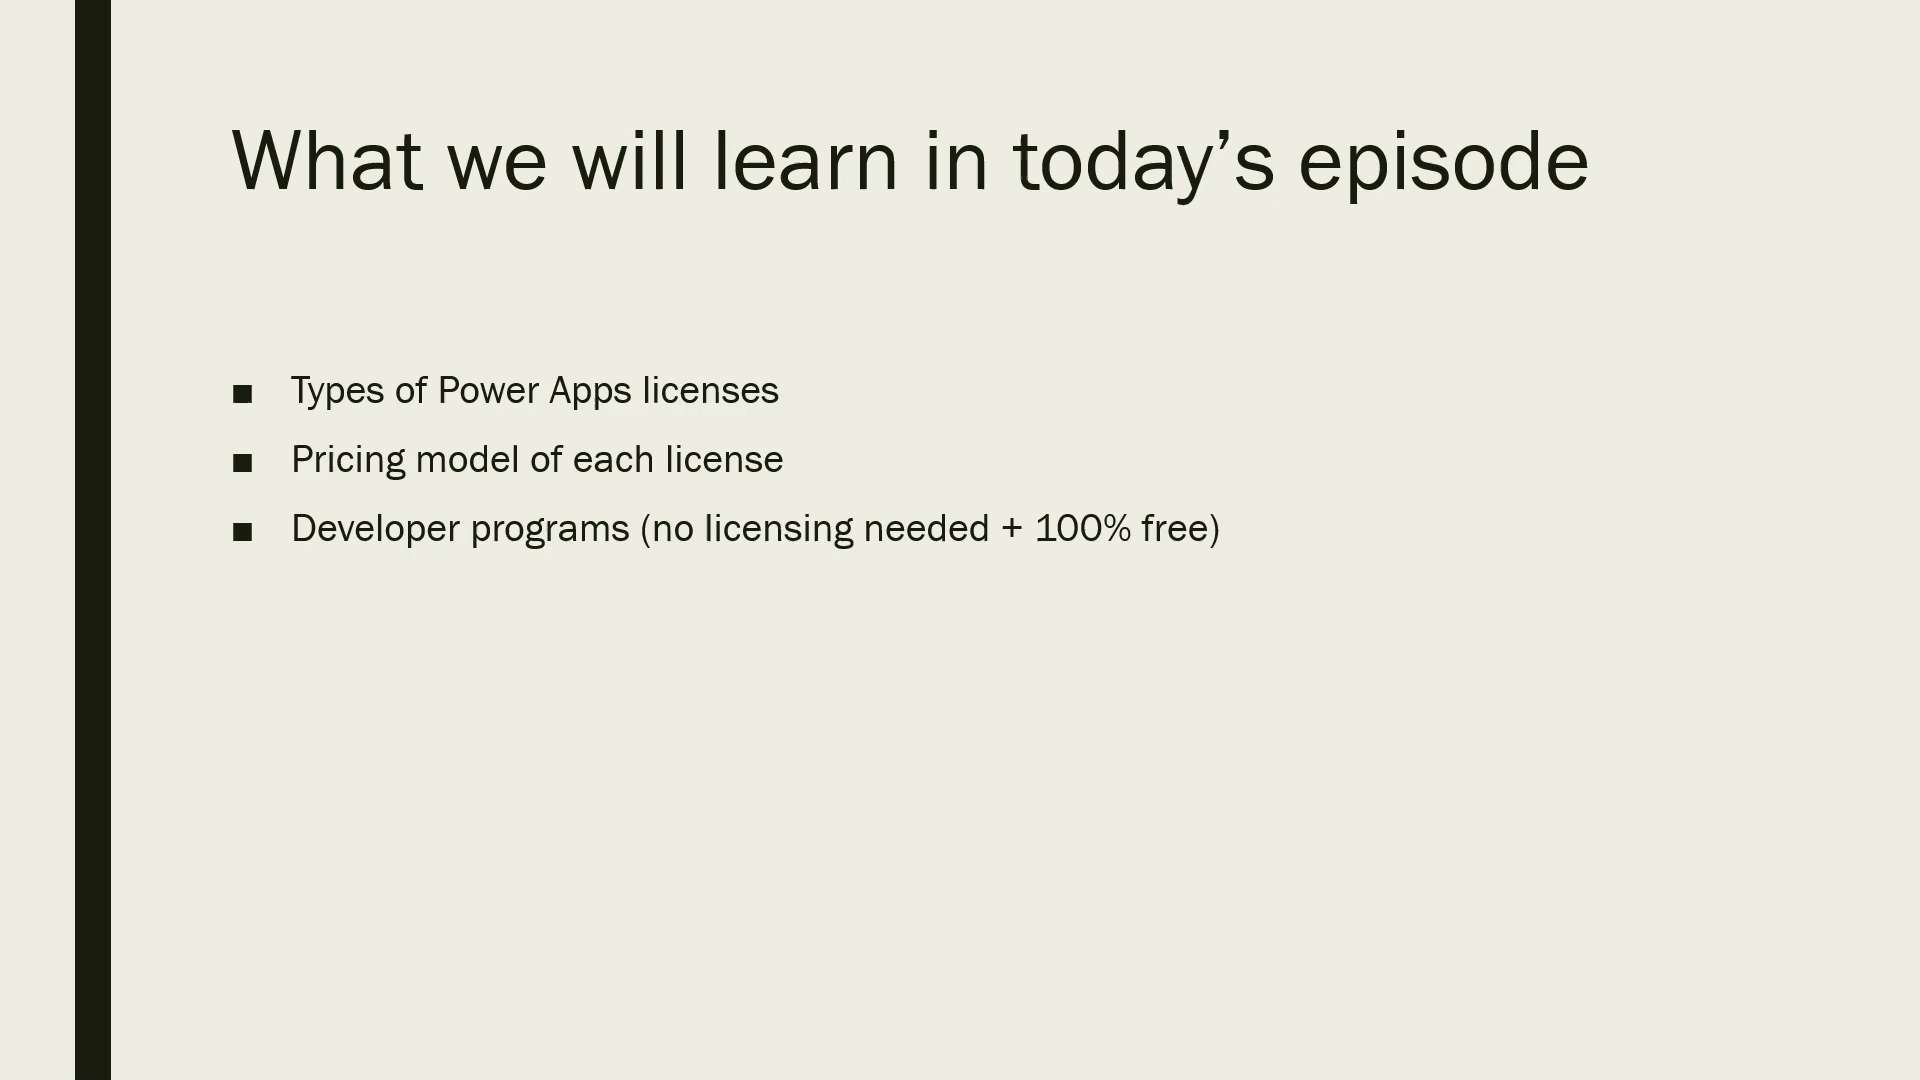 What we will learn in today’s episode
■ Types of Power Apps licenses
■ Pricing model of each license
■ Developer programs (no licensing needed + 100% free)